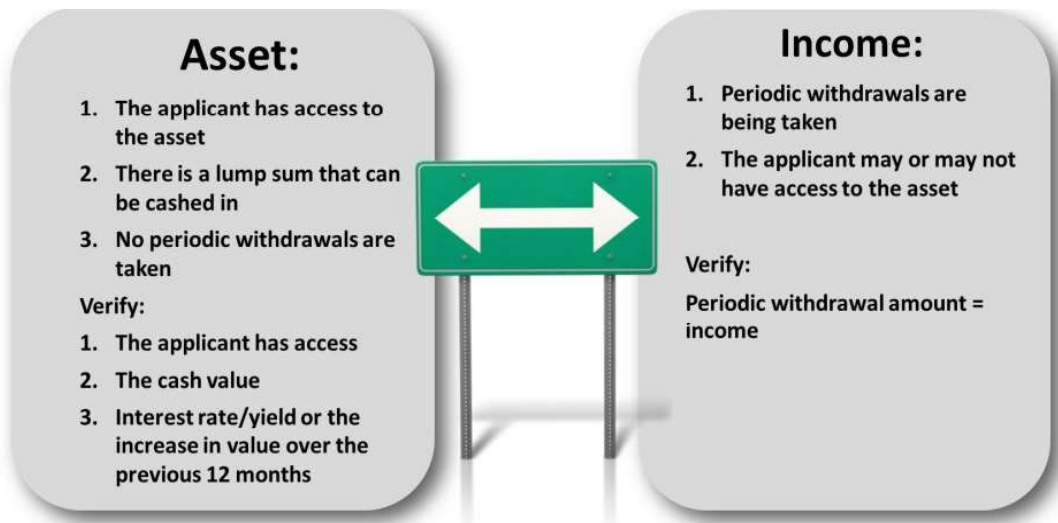 Asset:
1. The applicant has access to
the asset
2. There is a lump sum that can
be cashed in
3. No periodic withdrawals are
taken
Verify:
1. The applicant has access
2. The cash value
3. Interest rate/yield or the
increase in value over the
previous 12 months
Income:
1. Periodic withdrawals are
being taken
2. The applicant may or may not
have access to the asset
Verify:
Periodic withdrawal amount =
income